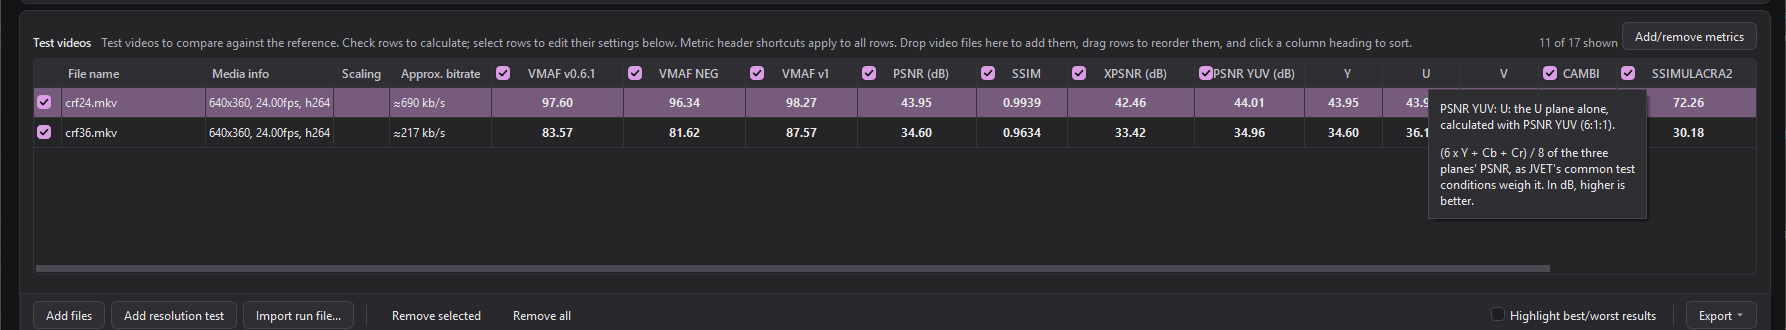 Test videos Test videos to compare against the reference. Check rows to calculate; select rows to edit their settings below. Metric header shortcuts apply to all rows. Drop video files here to add them, drag rows to reorder them, and click a column heading to sort. 11 of 17 shown Add/remove metrics
File name Media info Scaling Approx. bitrate VMAF v0.6.1 VMAF NEG VMAF v1 PSNR (dB) SSIM XPSNR (dB) PSNR YUV (dB) Y U V CAMBI SSIMULACRA2
crf24.mkv 640x360, 24.00fps, h264 ≈690 kb/s 97.60 96.34 98.27 43.95 0.9939 42.46 44.01 43.95 43.9 72.26
crf36.mkv 640x360, 24.00fps, h264 ≈217 kb/s 83.57 81.62 87.57 34.60 0.9634 33.42 34.96 34.60 36.1 30.18
PSNR YUV: U: the U plane alone,
calculated with PSNR YUV (6:1:1).
(6 x Y + Cb + Cr) / 8 of the three
planes' PSNR, as JVET's common test
conditions weigh it. In dB, higher is
better.
Add files Add resolution test Import run file... Remove selected Remove all Highlight best/worst results Export